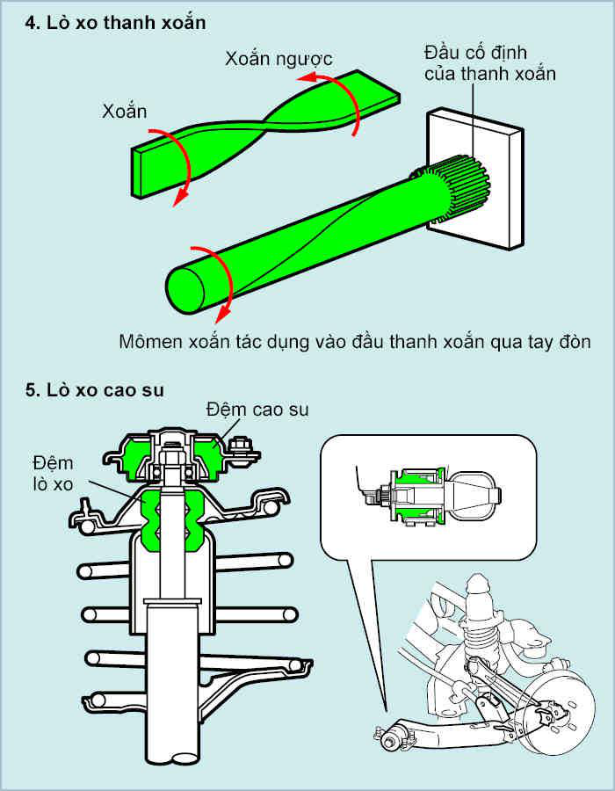 4. Lò xo thanh xoắn
Xoắn ngược
Đầu cố định
của thanh xoắn
Xoắn
Mômen xoắn tác dụng vào đầu thanh xoắn qua tay đòn
5. Lò xo cao su
Đệm cao su
Đệm
lò xo